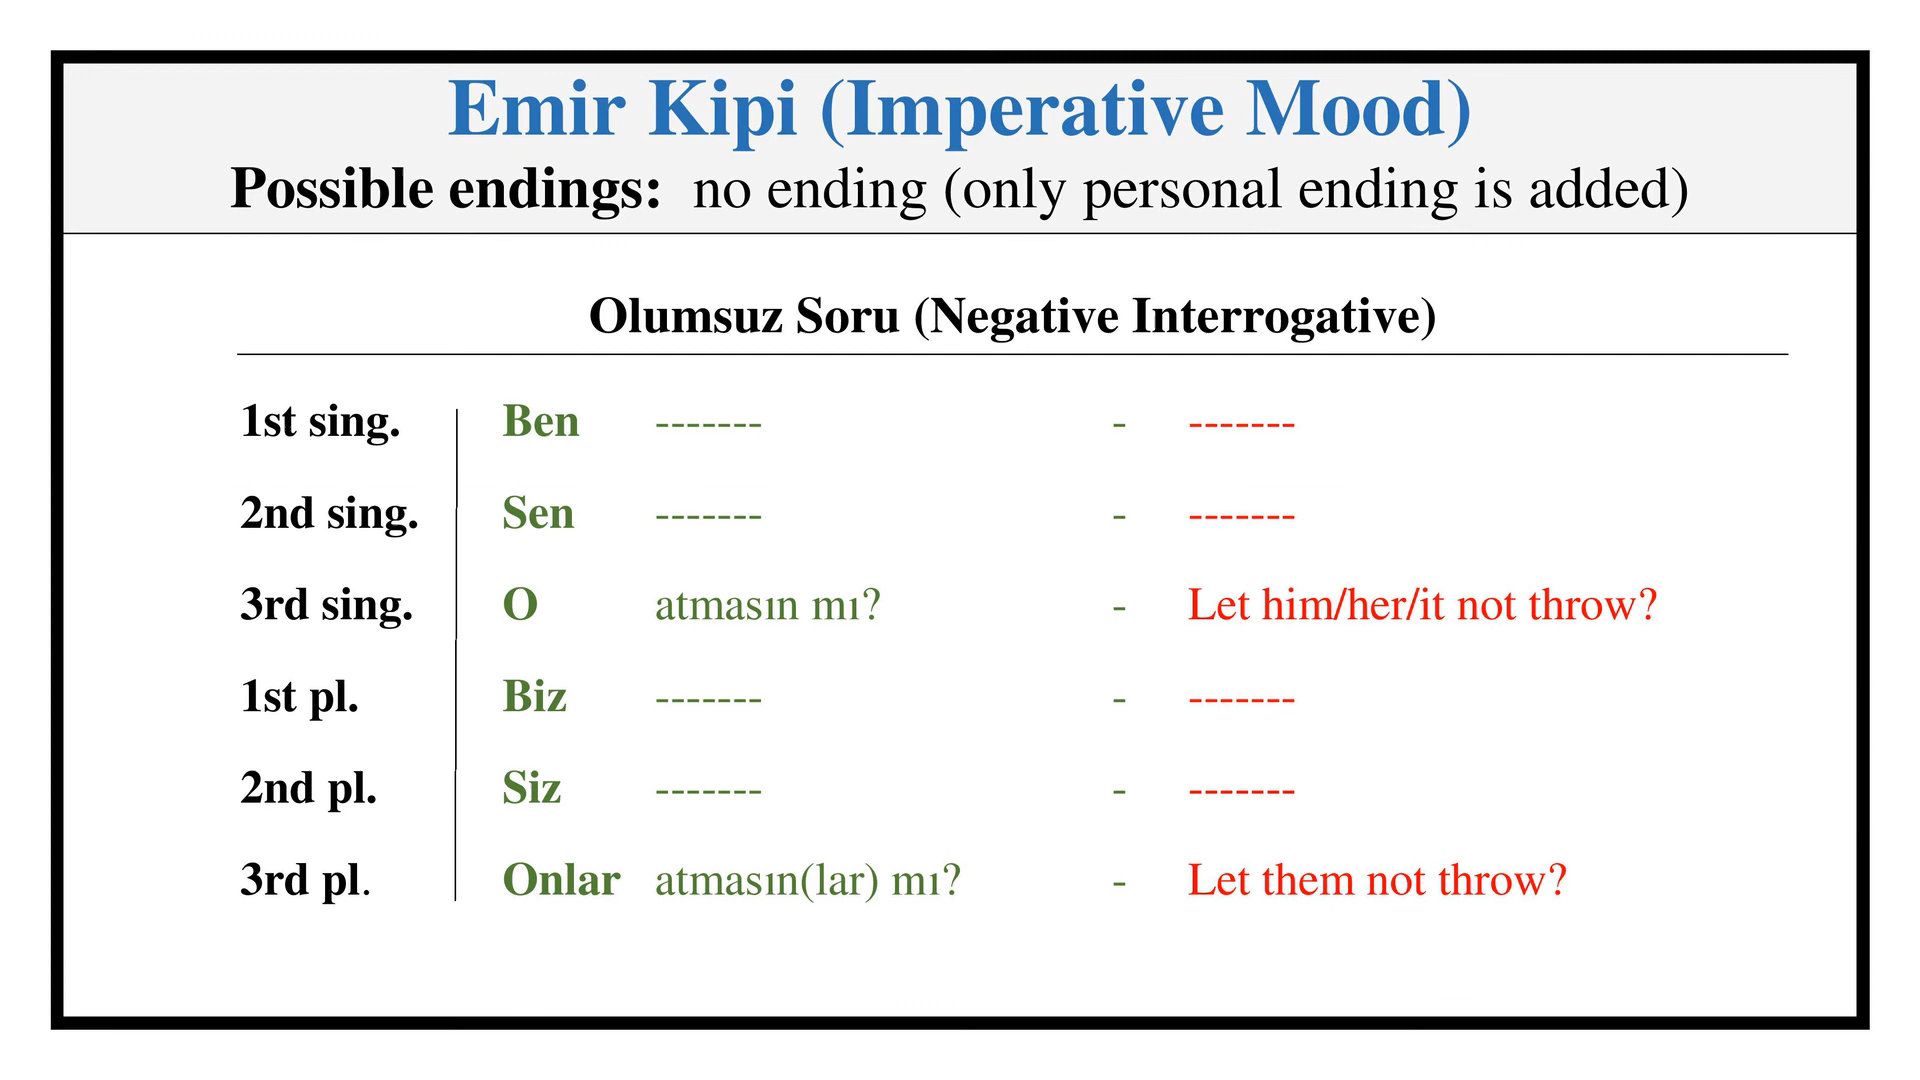 Emir Kipi (Imperative Mood)
Possible endings: no ending (only personal ending is added)
Olumsuz Soru (Negative Interrogative)
1st sing. Ben ------- - -------
2nd sing. Sen ------- - -------
3rd sing. O atmasın mı? - Let him/her/it not throw?
1st pl. Biz ------- - -------
2nd pl. Siz ------- - -------
3rd pl. Onlar atmasın(lar) mı? - Let them not throw?